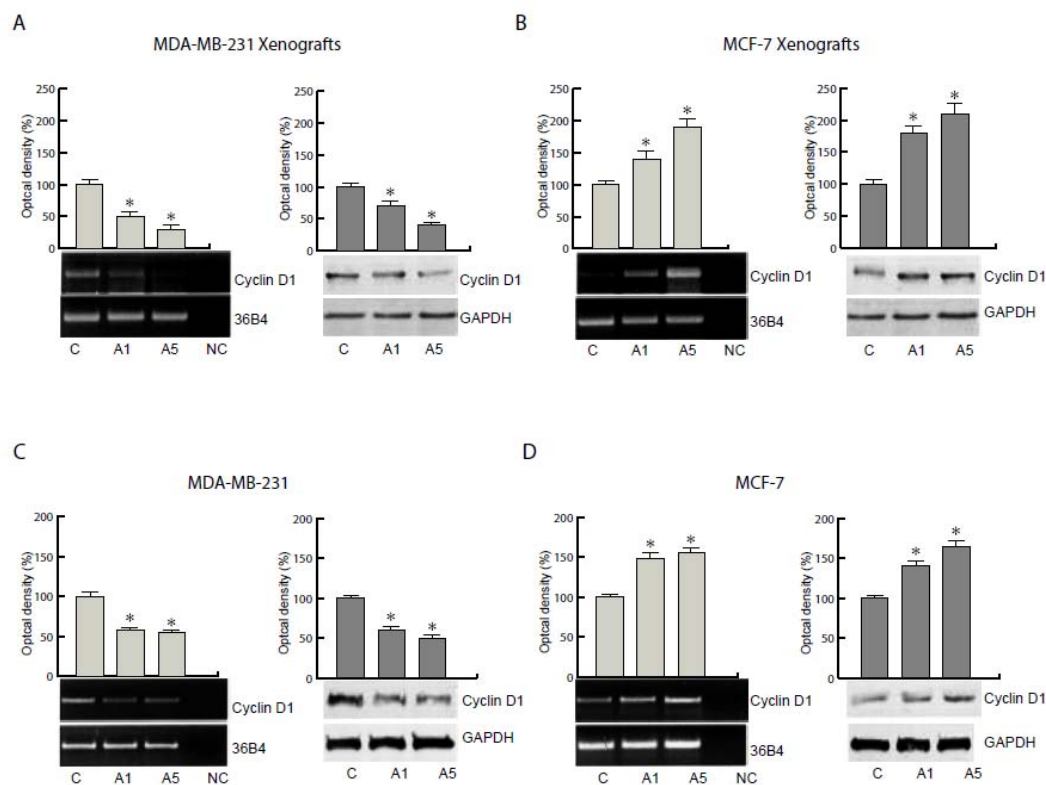 A
MDA-MB-231 Xenografts
B
MCF-7 Xenografts
Optcal density (%)
250
200
150
100
50
0
*
*
Cyclin D1
36B4
C A1 A5 NC
Optcal density (%)
250
200
150
100
50
0
*
*
Cyclin D1
GAPDH
C A1 A5
Optcal density (%)
250
200
150
100
50
0
*
*
Cyclin D1
36B4
C A1 A5 NC
Optcal density (%)
250
200
150
100
50
0
*
*
Cyclin D1
GAPDH
C A1 A5
C
MDA-MB-231
D
MCF-7
Optcal density (%)
200
150
100
50
0
*
*
Cyclin D1
36B4
C A1 A5 NC
Optcal density (%)
200
150
100
50
0
*
*
Cyclin D1
GAPDH
C A1 A5
Optcal density (%)
200
150
100
50
0
*
*
Cyclin D1
36B4
C A1 A5 NC
Optcal density (%)
200
150
100
50
0
*
*
Cyclin D1
GAPDH
C A1 A5